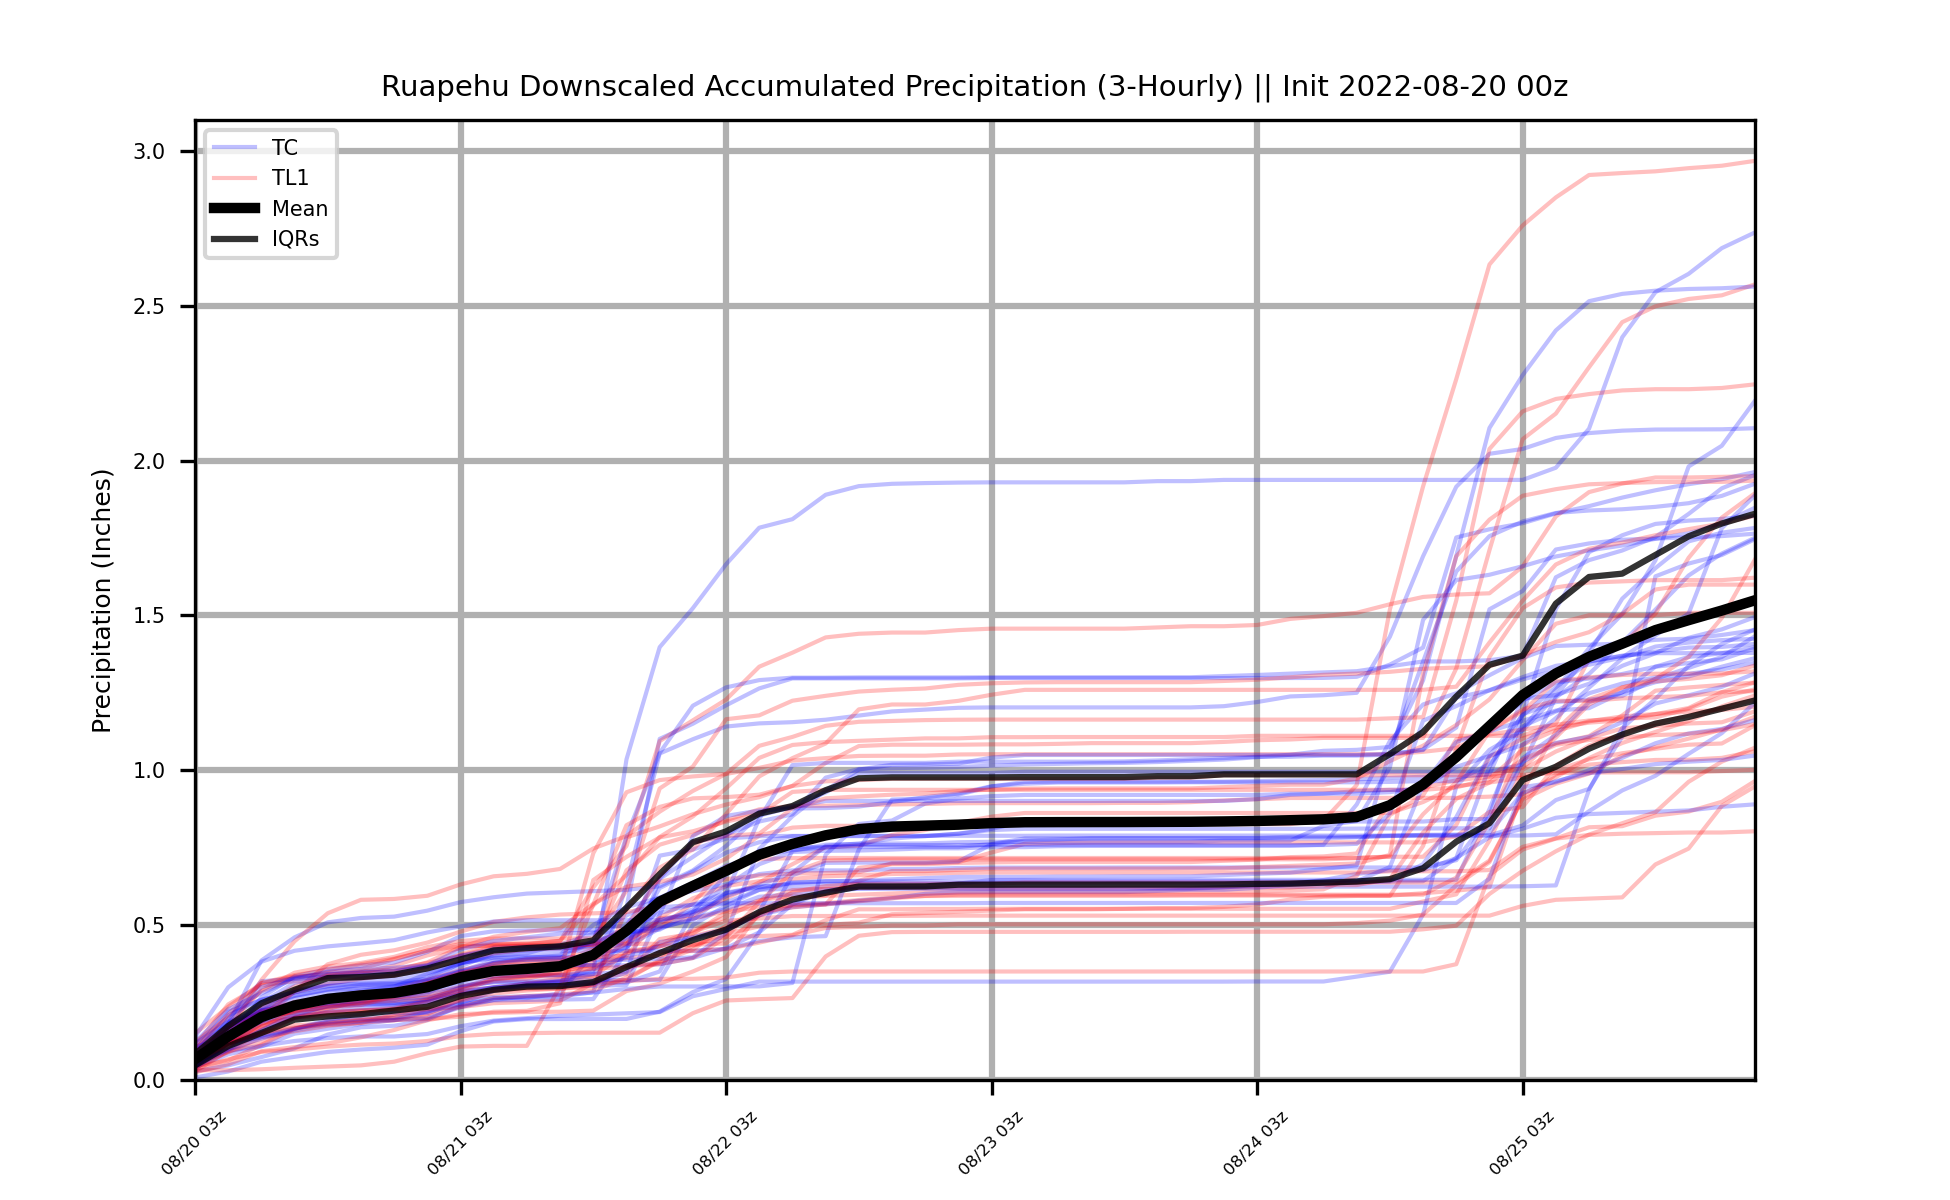 Ruapehu Downscaled Accumulated Precipitation (3-Hourly) || Init 2022-08-20 00z
TC
TL1
Mean
IQRs
Precipitation (Inches)
3.0
2.5
2.0
1.5
1.0
0.5
0.0
08/20 03z
08/21 03z
08/22 03z
08/23 03z
08/24 03z
08/25 03z